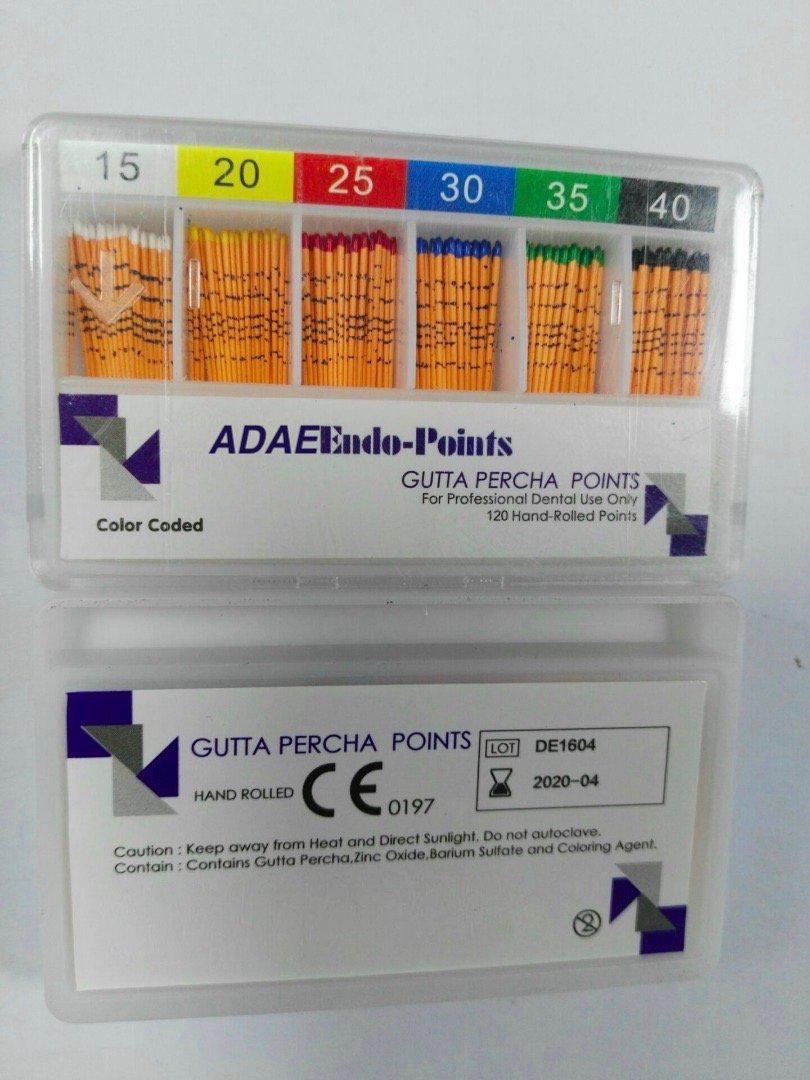 15 20 25 30 35 40
ADAEEndo-Points
GUTTA PERCHA POINTS
For Professional Dental Use Only
120 Hand-Rolled Points
Color Coded
GUTTA PERCHA POINTS
LOT DE1604
2020-04
HAND ROLLED CE 0197
Caution : Keep away from Heat and Direct Sunlight. Do not autoclave.
Contain : Contains Gutta Percha,Zinc Oxide,Barium Sulfate and Coloring Agent.
2